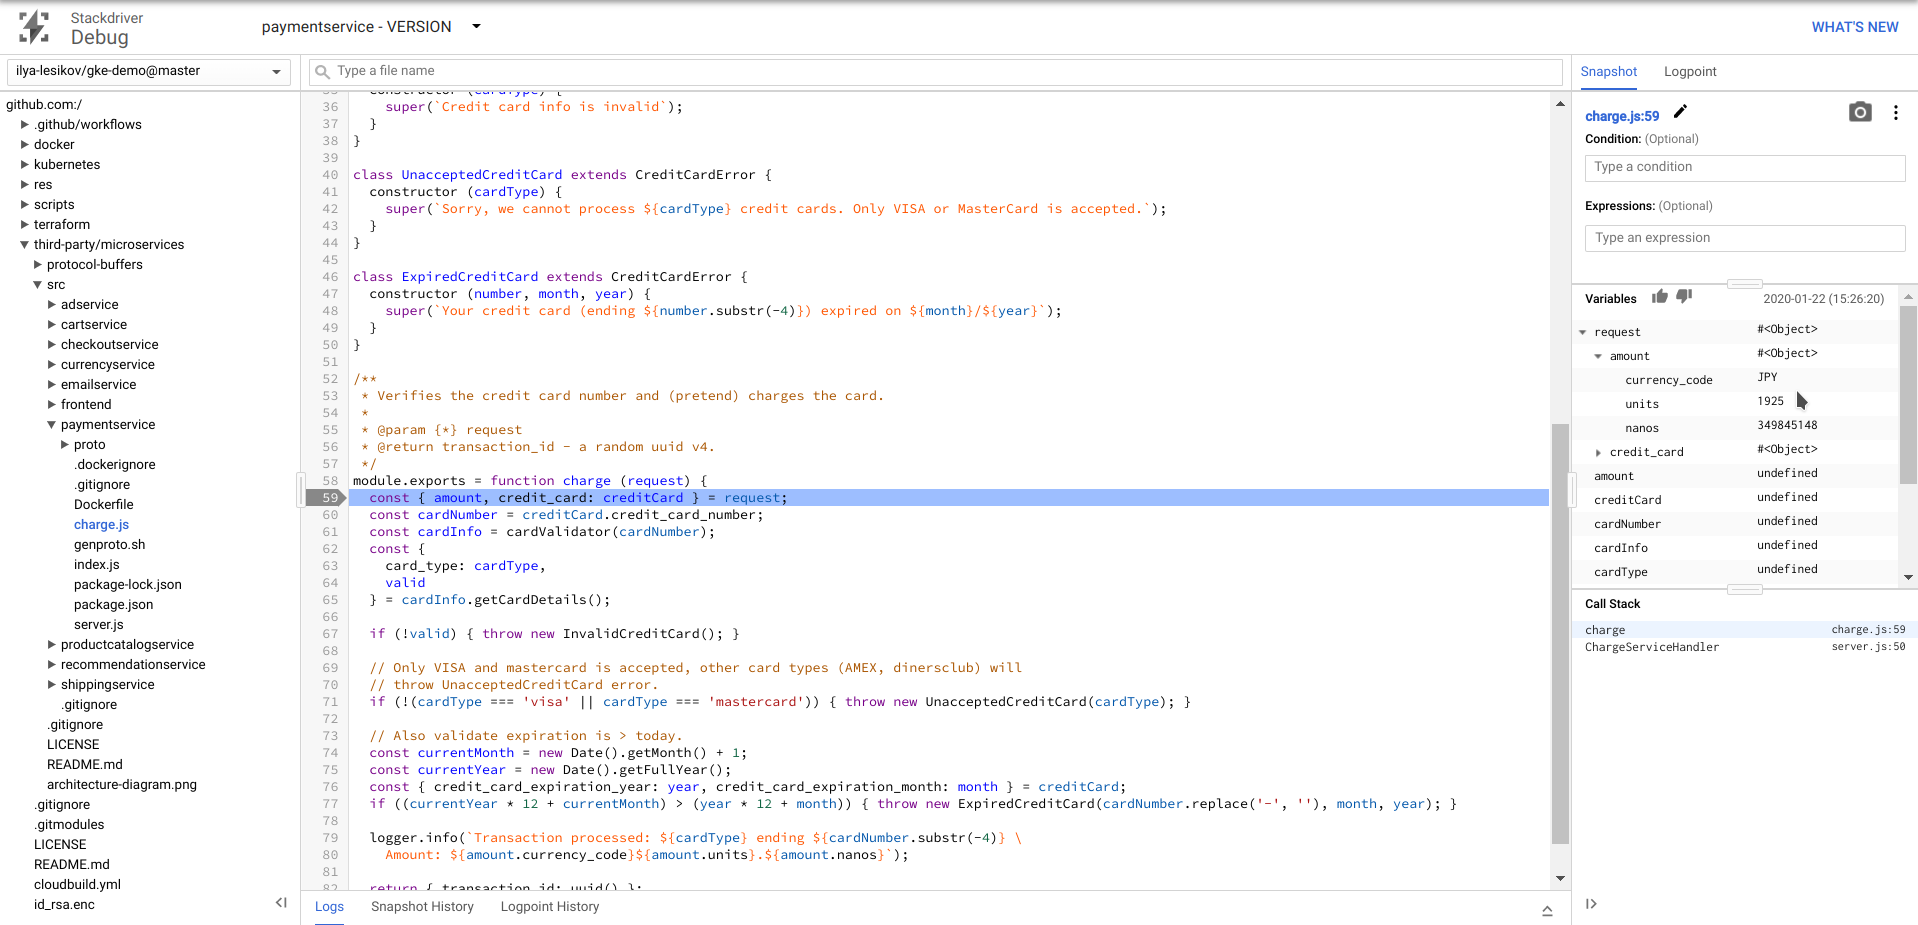 Stackdriver
Debug
paymentservice - VERSION
WHAT'S NEW
ilya-lesikov/gke-demo@master
Type a file name
Snapshot
Logpoint
github.com:/
.github/workflows
docker
kubernetes
res
scripts
terraform
third-party/microservices
protocol-buffers
src
adservice
cartservice
checkoutservice
currencyservice
emailservice
frontend
paymentservice
proto
.dockerignore
.gitignore
Dockerfile
charge.js
genproto.sh
index.js
package-lock.json
package.json
server.js
productcatalogservice
recommendationservice
shippingservice
.gitignore
.gitignore
LICENSE
README.md
architecture-diagram.png
.gitignore
.gitmodules
LICENSE
README.md
cloudbuild.yml
id_rsa.enc
35 constructor (cardType) {
36 super(`Credit card info is invalid`);
37 }
38 }
39
40 class UnacceptedCreditCard extends CreditCardError {
41 constructor (cardType) {
42 super(`Sorry, we cannot process ${cardType} credit cards. Only VISA or MasterCard is accepted.`);
43 }
44 }
45
46 class ExpiredCreditCard extends CreditCardError {
47 constructor (number, month, year) {
48 super(`Your credit card (ending ${number.substr(-4)}) expired on ${month}/${year}`);
49 }
50 }
51
52 /**
53 * Verifies the credit card number and (pretend) charges the card.
54 *
55 * @param {*} request
56 * @return transaction_id - a random uuid v4.
57 */
58 module.exports = function charge (request) {
59 const { amount, credit_card: creditCard } = request;
60 const cardNumber = creditCard.credit_card_number;
61 const cardInfo = cardValidator(cardNumber);
62 const {
63 card_type: cardType,
64 valid
65 } = cardInfo.getCardDetails();
66
67 if (!valid) { throw new InvalidCreditCard(); }
68
69 // Only VISA and mastercard is accepted, other card types (AMEX, dinersclub) will
70 // throw UnacceptedCreditCard error.
71 if (!(cardType === 'visa' || cardType === 'mastercard')) { throw new UnacceptedCreditCard(cardType); }
72
73 // Also validate expiration is > today.
74 const currentMonth = new Date().getMonth() + 1;
75 const currentYear = new Date().getFullYear();
76 const { credit_card_expiration_year: year, credit_card_expiration_month: month } = creditCard;
77 if ((currentYear * 12 + currentMonth) > (year * 12 + month)) { throw new ExpiredCreditCard(cardNumber.replace('-', ''), month, year); }
78
79 logger.info(`Transaction processed: ${cardType} ending ${cardNumber.substr(-4)} \
80 Amount: ${amount.currency_code}${amount.units}.${amount.nanos}`);
81
82 return { transaction_id: uuid() };
Logs
Snapshot History
Logpoint History
charge.js:59
Condition: (Optional)
Type a condition
Expressions: (Optional)
Type an expression
Variables
2020-01-22 (15:26:20)
request #<Object>
amount #<Object>
currency_code JPY
units 1925
nanos 349845148
credit_card #<Object>
amount undefined
creditCard undefined
cardNumber undefined
cardInfo undefined
cardType undefined
Call Stack
charge charge.js:59
ChargeServiceHandler server.js:50